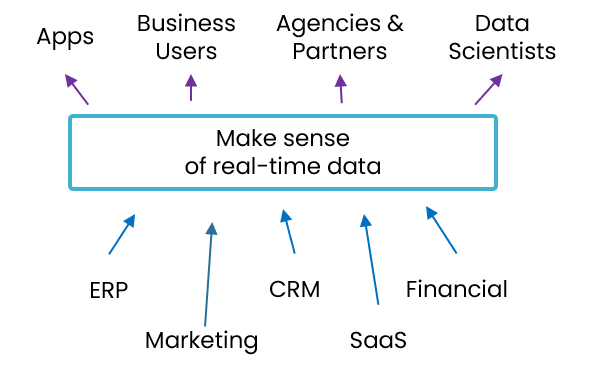 Apps
Business
Users
Agencies &
Partners
Data
Scientists
Make sense
of real-time data
ERP
Marketing
CRM
SaaS
Financial